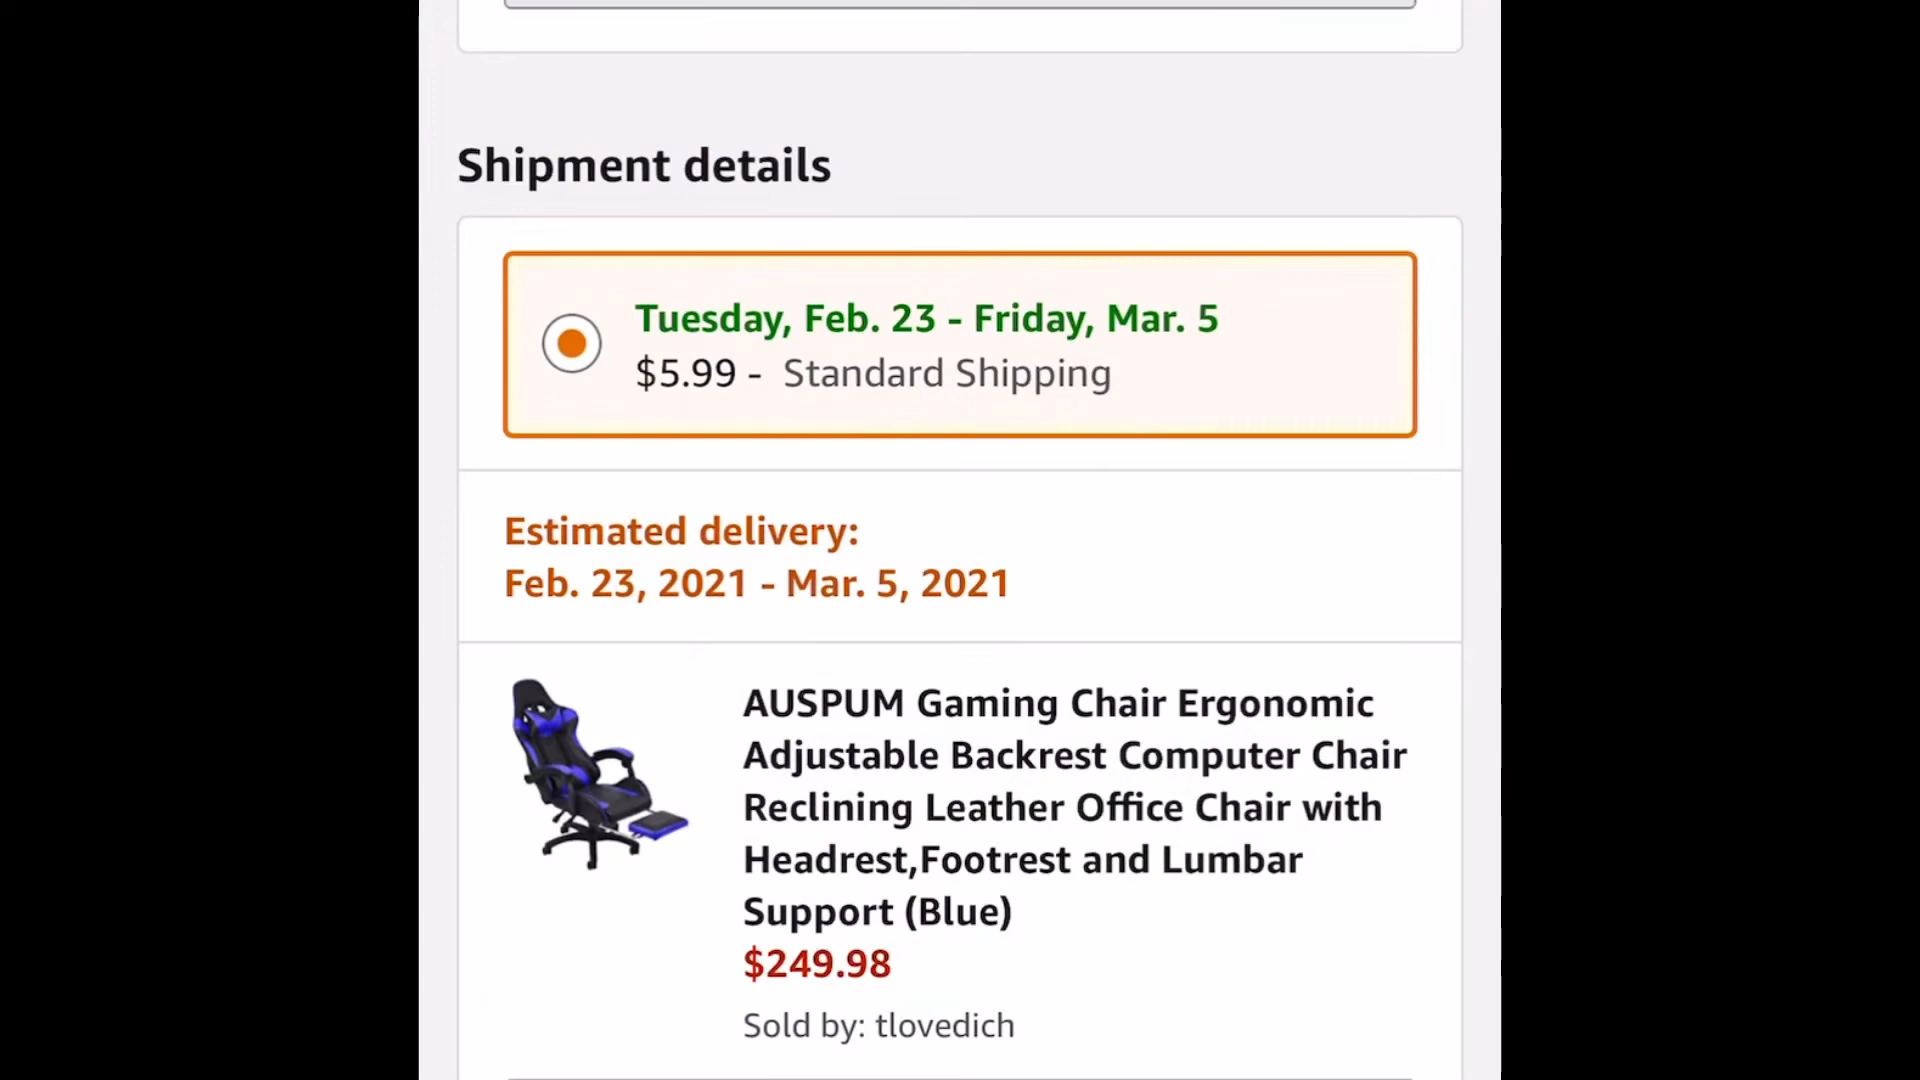 Shipment details
Tuesday, Feb. 23 - Friday, Mar. 5
$5.99 - Standard Shipping
Estimated delivery:
Feb. 23, 2021 - Mar. 5, 2021
AUSPUM Gaming Chair Ergonomic
Adjustable Backrest Computer Chair
Reclining Leather Office Chair with
Headrest,Footrest and Lumbar
Support (Blue)
$249.98
Sold by: tlovedich